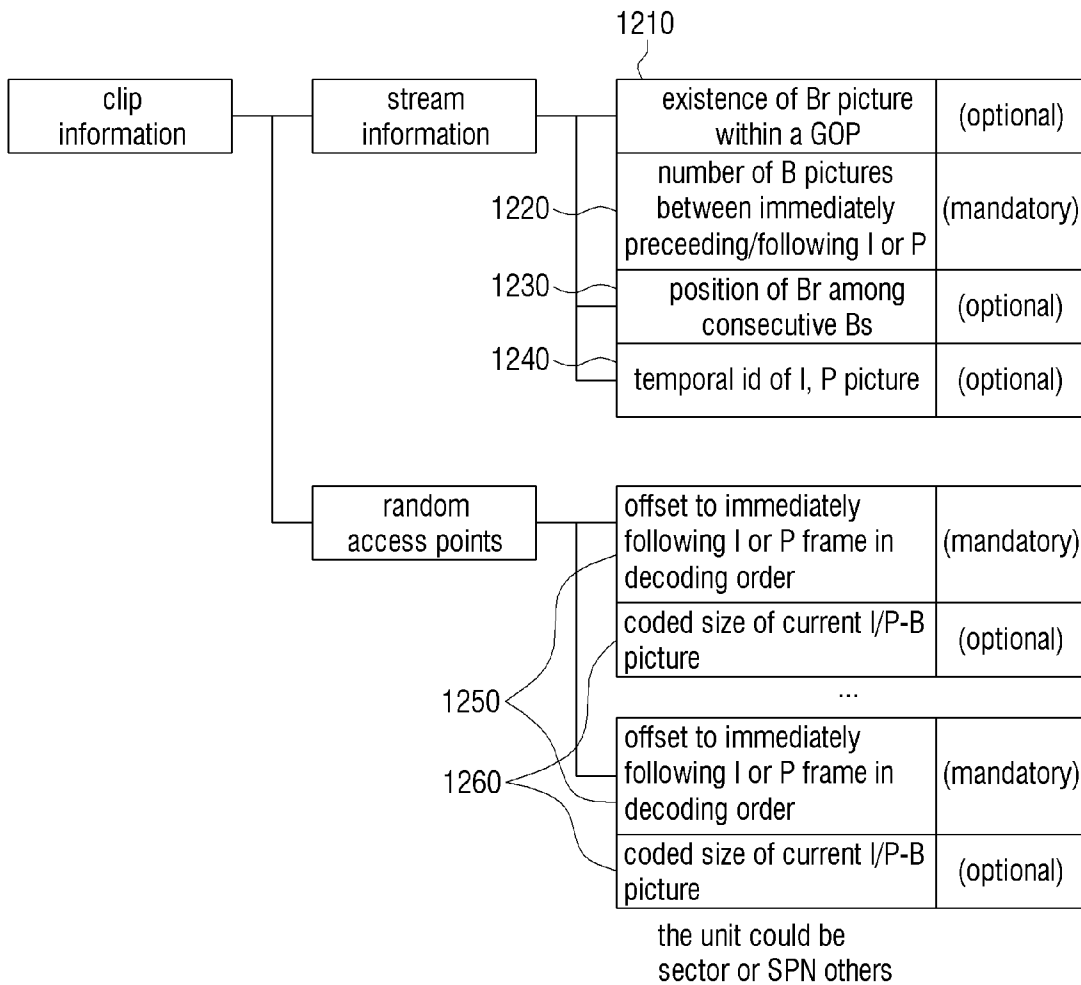 1210
clip
information
stream
information
existence of Br picture
within a GOP
(optional)
1220
number of B pictures
between immediately
preceeding/following I or P
(mandatory)
1230
position of Br among
consecutive Bs
(optional)
1240
temporal id of I, P picture
(optional)
random
access points
offset to immediately
following I or P frame in
decoding order
(mandatory)
coded size of current I/P-B
picture
(optional)
...
1250
1260
offset to immediately
following I or P frame in
decoding order
(mandatory)
coded size of current I/P-B
picture
(optional)
the unit could be
sector or SPN others